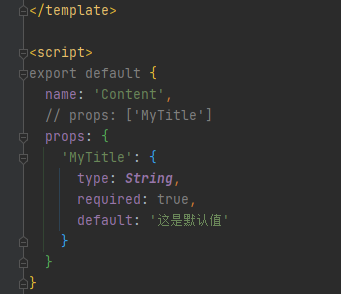 </template>
<script>
export default {
  name: 'Content',
  // props: ['MyTitle']
  props: {
    'MyTitle': {
      type: String,
      required: true,
      default: '这是默认值'
    }
  }
}